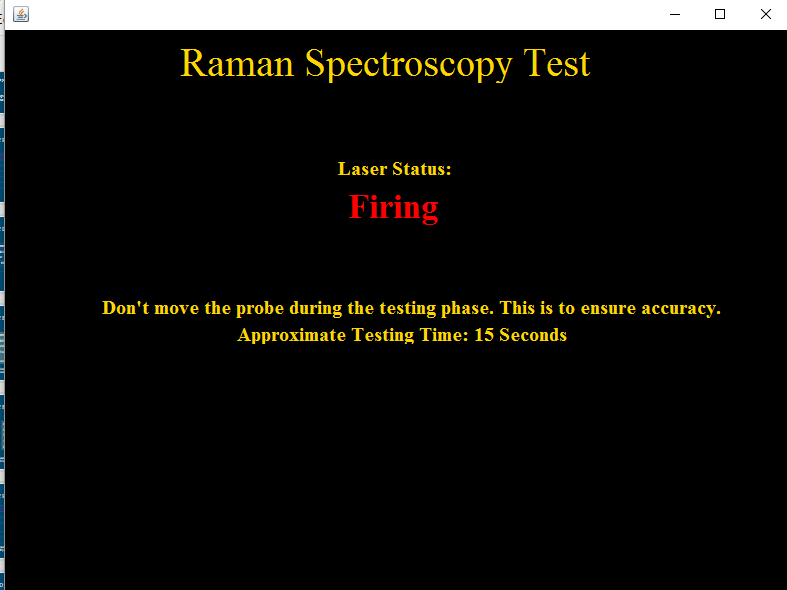 Raman Spectroscopy Test
Laser Status:
Firing
Don't move the probe during the testing phase. This is to ensure accuracy.
Approximate Testing Time: 15 Seconds